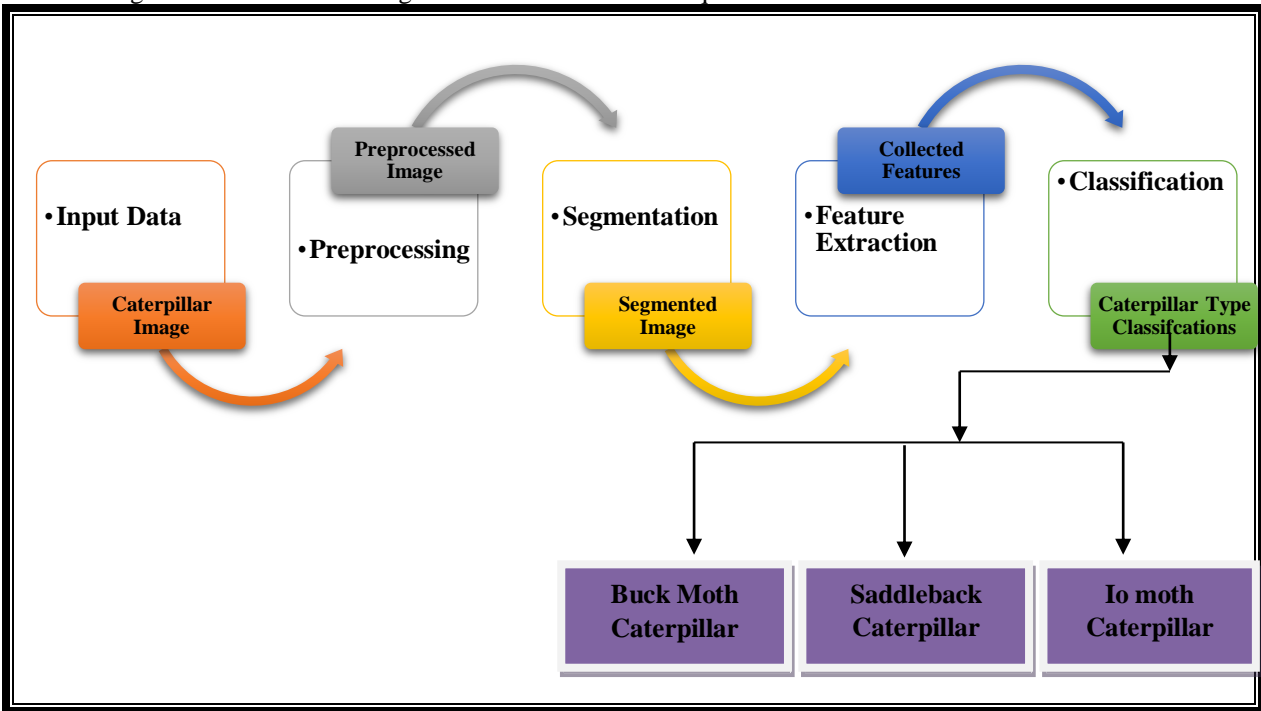 •Input Data
Caterpillar
Image
Preprocessed
Image
•Preprocessing
•Segmentation
Segmented
Image
Collected
Features
•Feature
Extraction
•Classification
Caterpillar Type
Classifcations
Buck Moth
Caterpillar
Saddleback
Caterpillar
Io moth
Caterpillar